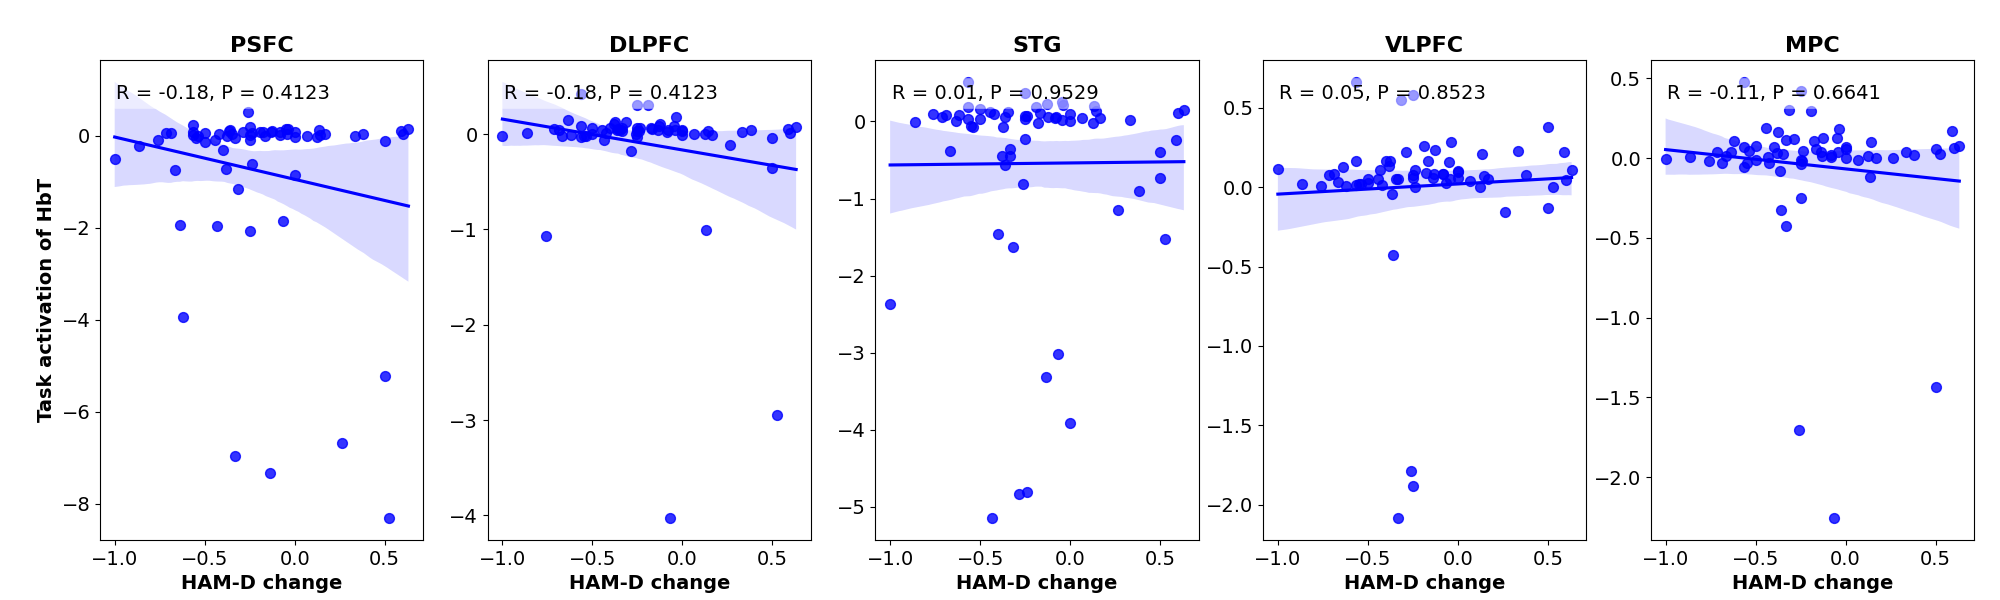 PSFC
DLPFC
STG
VLPFC
MPC
R = -0.18, P = 0.4123
R = -0.18, P = 0.4123
R = 0.01, P = 0.9529
R = 0.05, P = 0.8523
R = -0.11, P = 0.6641
Task activation of HbT
0
−2
−4
−6
−8
0
−1
−2
−3
−4
0
−1
−2
−3
−4
−5
0.5
0.0
−0.5
−1.0
−1.5
−2.0
0.5
0.0
−0.5
−1.0
−1.5
−2.0
−1.0 −0.5 0.0 0.5
−1.0 −0.5 0.0 0.5
−1.0 −0.5 0.0 0.5
−1.0 −0.5 0.0 0.5
−1.0 −0.5 0.0 0.5
HAM-D change
HAM-D change
HAM-D change
HAM-D change
HAM-D change